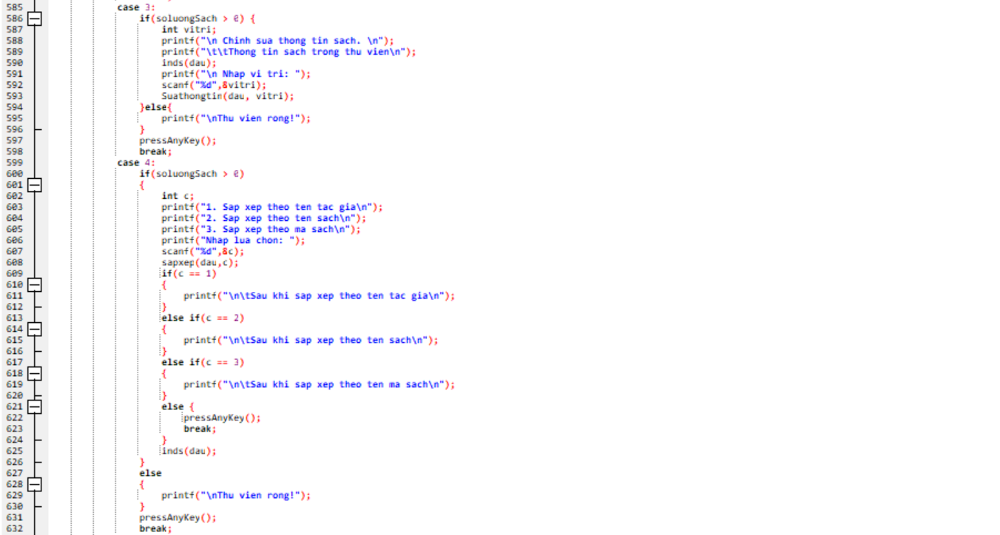 585 case 3:
586 if(soluongSach > 0) {
587 int vitri;
588 printf("\n Chinh sua thong tin sach. \n");
589 printf("\t\tThong tin sach trong thu vien\n");
590 inds(dau);
591 printf("\n Nhap vi tri: ");
592 scanf("%d",&vitri);
593 Suathongtin(dau, vitri);
594 }else{
595 printf("\nThu vien rong!");
596 }
597 pressAnyKey();
598 break;
599 case 4:
600 if(soluongSach > 0)
601 {
602 int c;
603 printf("1. Sap xep theo ten tac gia\n");
604 printf("2. Sap xep theo ten sach\n");
605 printf("3. Sap xep theo ma sach\n");
606 printf("Nhap lua chon: ");
607 scanf("%d",&c);
608 sapxep(dau,c);
609 if(c == 1)
610 {
611 printf("\n\tSau khi sap xep theo ten tac gia\n");
612 }
613 else if(c == 2)
614 {
615 printf("\n\tSau khi sap xep theo ten sach\n");
616 }
617 else if(c == 3)
618 {
619 printf("\n\tSau khi sap xep theo ten ma sach\n");
620 }
621 else {
622 pressAnyKey();
623 break;
624 }
625 inds(dau);
626 }
627 else
628 {
629 printf("\nThu vien rong!");
630 }
631 pressAnyKey();
632 break;